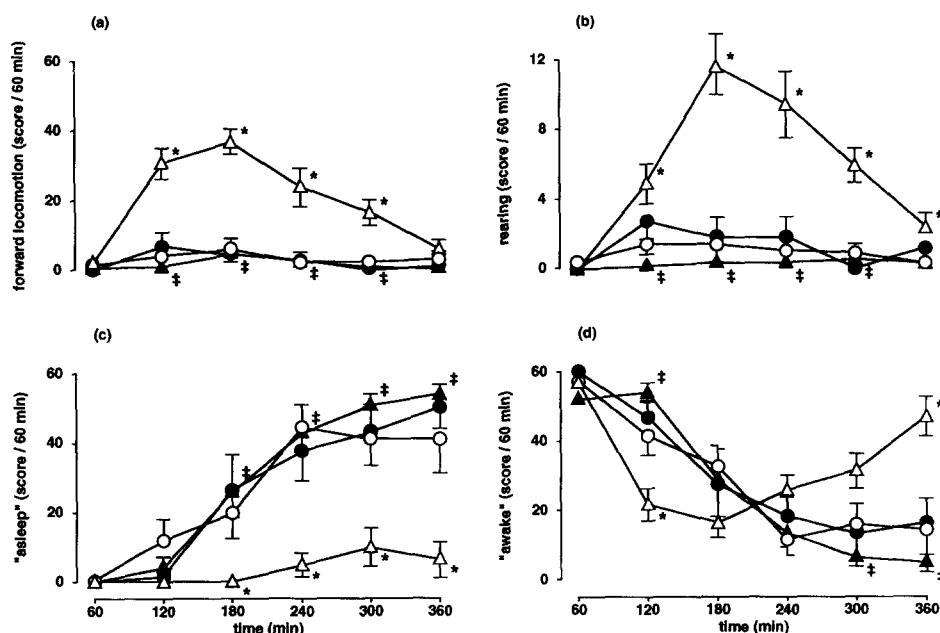 (a)
forward locomotion (score / 60 min)
60
40
20
0
* * * *
‡ ‡ ‡ ‡
(b)
rearing (score / 60 min)
12
8
4
0
* * * * *
‡ ‡ ‡ ‡
(c)
"asleep" (score / 60 min)
60
40
20
0
‡ ‡ ‡ ‡
* * * *
60 120 180 240 300 360
time (min)
(d)
"awake" (score / 60 min)
60
40
20
0
‡
* *
‡ ‡
60 120 180 240 300 360
time (min)